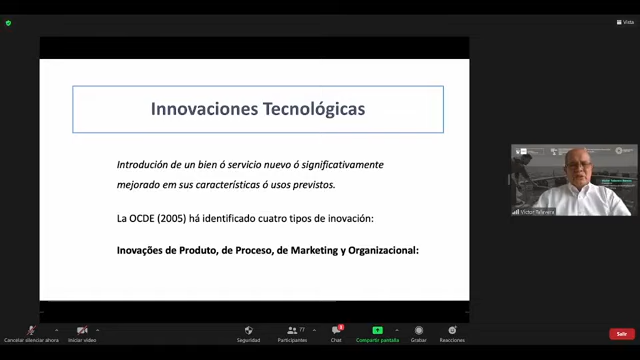 Vista
Innovaciones Tecnológicas
Introdución de un bien ó servicio nuevo ó significativamente
mejorado em sus características ó usos previstos.
La OCDE (2005) há identificado cuatro tipos de inovación:
Inovações de Produto, de Proceso, de Marketing y Organizacional:
Cancelar silenciar ahora
Iniciar video
Seguridad
77
Participantes
Chat
Compartir pantalla
Grabar
Reacciones
Salir